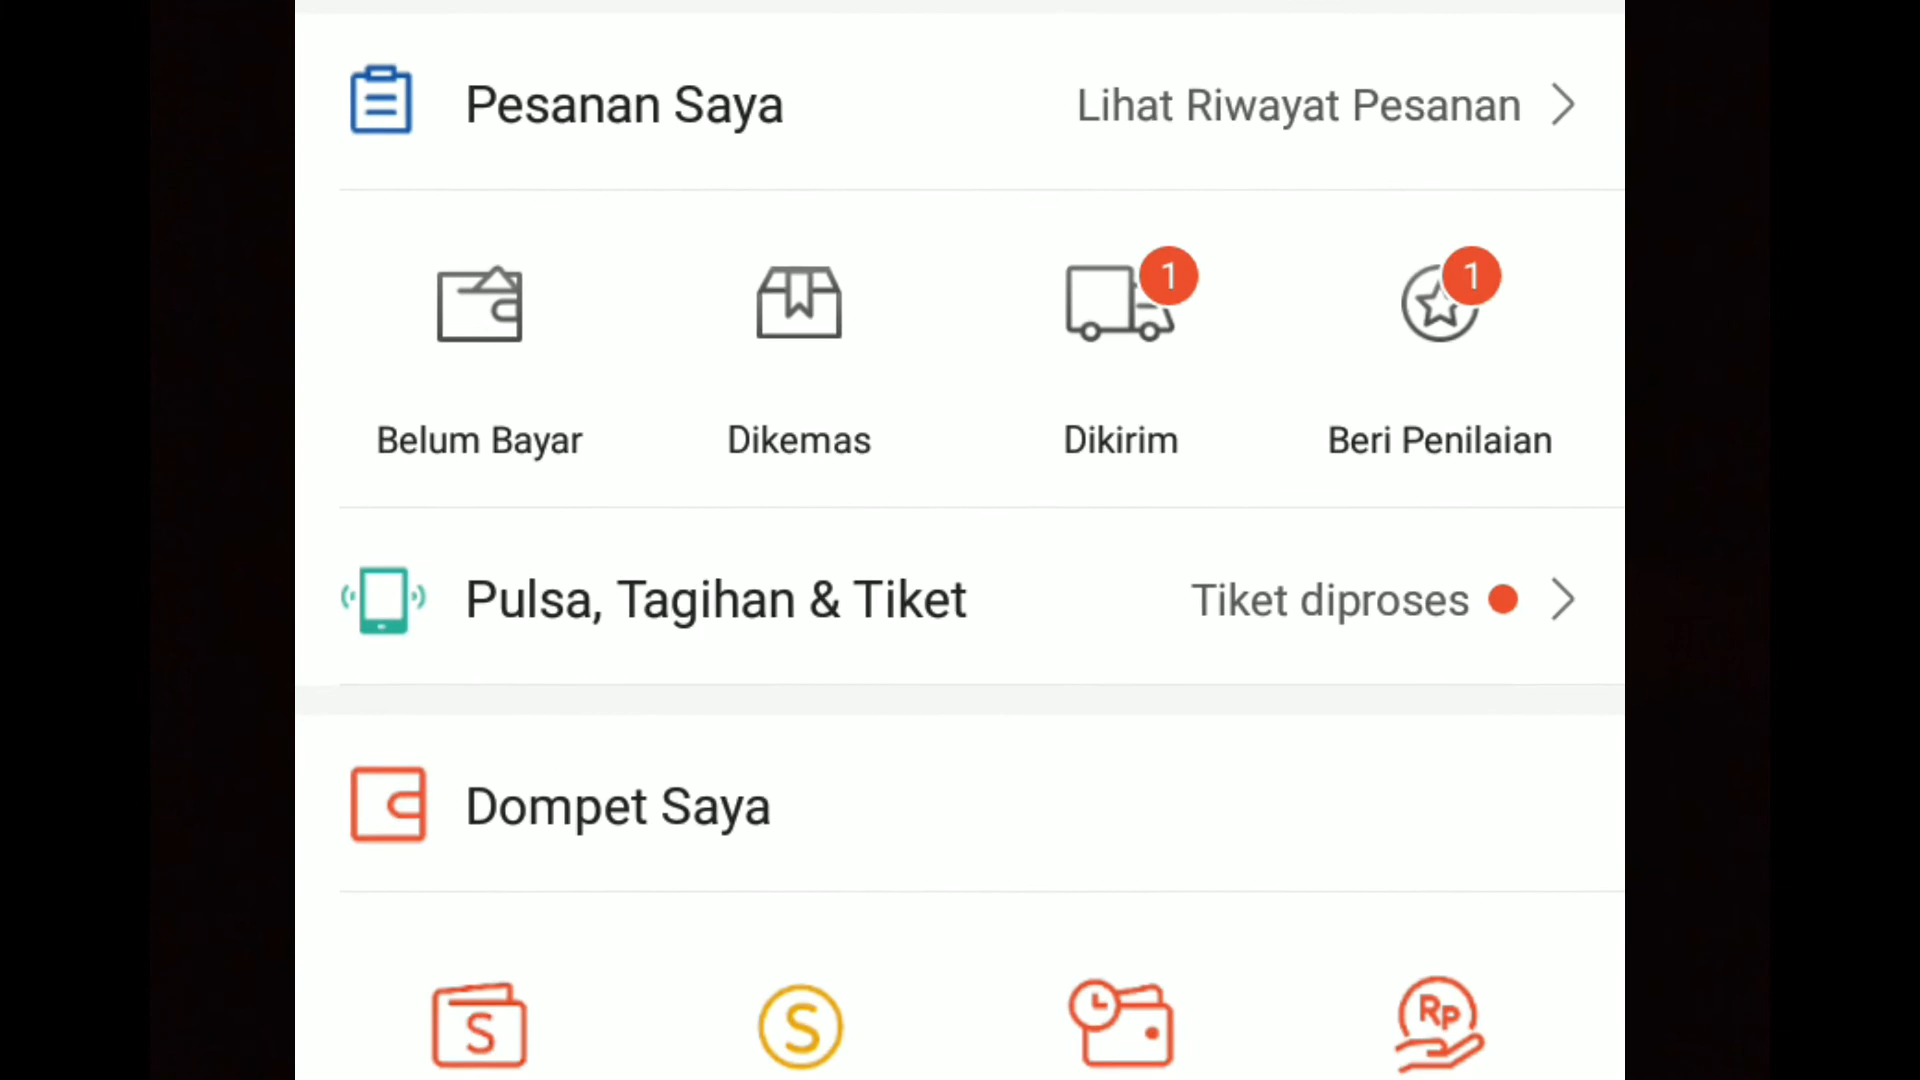 Pesanan Saya
Lihat Riwayat Pesanan
1
1
Belum Bayar
Dikemas
Dikirim
Beri Penilaian
Pulsa, Tagihan & Tiket
Tiket diproses
Dompet Saya
S
S
Rp